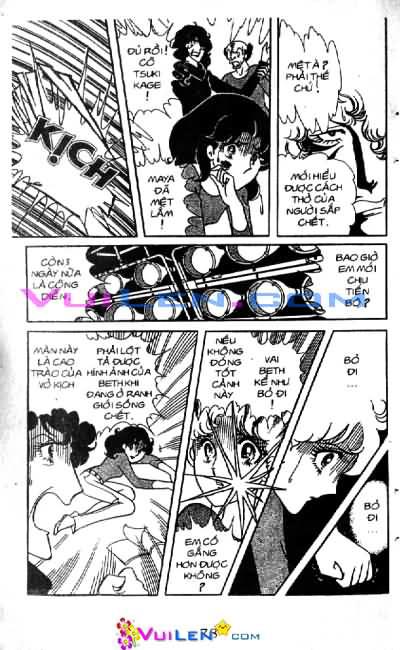 KỊCH
ĐỦ RỒI!
CÔ
TSUKI
KAGE
!
MAYA
ĐÃ
MỆT
LẮM!
MỆT À?
PHẢI THẾ
CHỨ!
MỚI HIỂU
ĐƯỢC CÁCH
THỞ CỦA
NGƯỜI SẮP
CHẾT.
CÒN 3
NGÀY NỮA
LÀ CÔNG
DIỄN.
BAO GIỜ
EM MỚI
CHỊU
TIẾN
BỘ?
VUILEN.COM
MÀN NÀY
LÀ CAO
TRÀO CỦA
VỞ KỊCH
PHẢI LỘT
TẢ ĐƯỢC
HÌNH ẢNH CỦA
BETH KHI
ĐANG Ở RANH
GIỚI SỐNG
CHẾT.
NẾU
KHÔNG
ĐÓNG
TỐT
CẢNH
NÀY
VAI
BETH
KỂ NHƯ
BỎ ĐI!
EM CỐ
GẮNG
HƠN ĐƯỢC
KHÔNG
?
BỎ
ĐI ...
BỎ
ĐI ...
VUILEN.COM